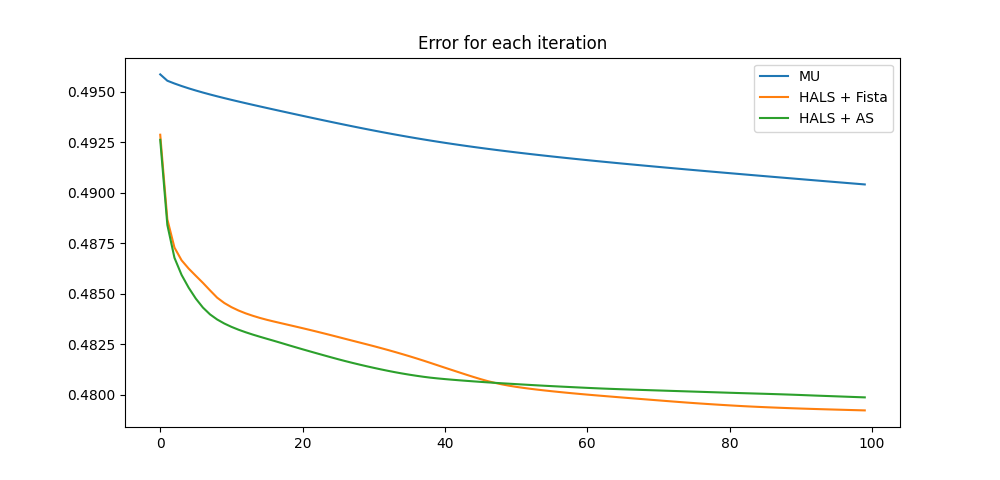 Error for each iteration
MU
HALS + Fista
HALS + AS
0.4950
0.4925
0.4900
0.4875
0.4850
0.4825
0.4800
0 20 40 60 80 100